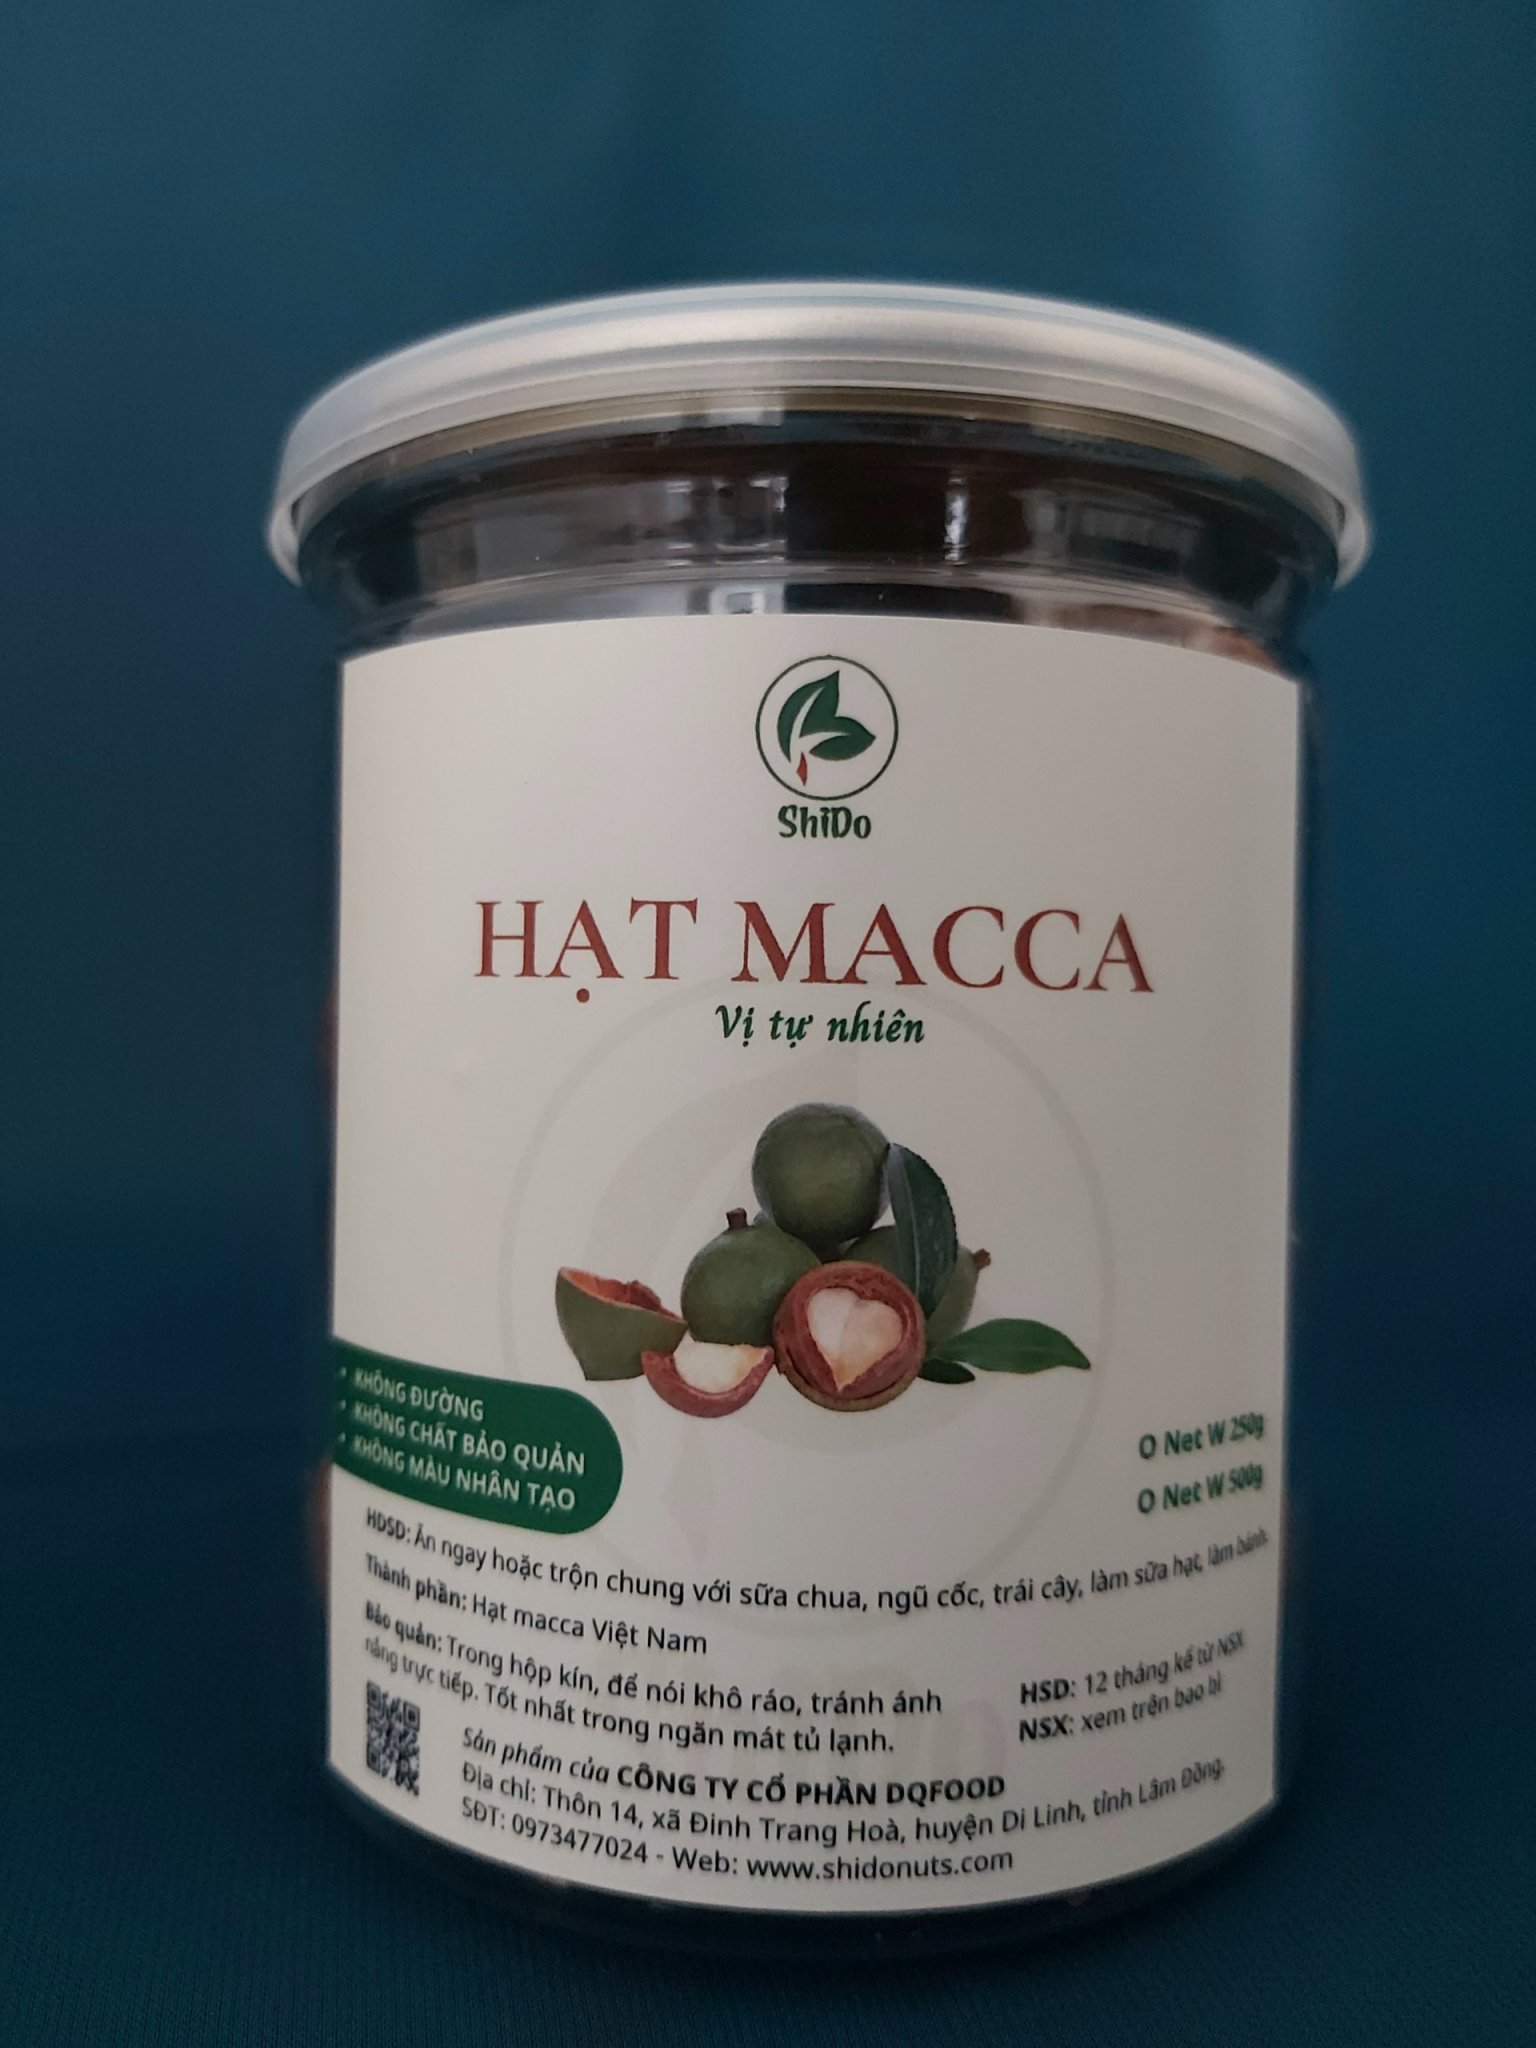 ShiDo
HẠT MACCA
Vị tự nhiên
• KHÔNG ĐƯỜNG
• KHÔNG CHẤT BẢO QUẢN
• KHÔNG MÀU NHÂN TẠO
O Net W 250g
O Net W 500g
HDSD: Ăn ngay hoặc trộn chung với sữa chua, ngũ cốc, trái cây, làm sữa hạt, làm bánh.
Thành phần: Hạt macca Việt Nam
Bảo quản: Trong hộp kín, để nói khô ráo, tránh ánh
nắng trực tiếp. Tốt nhất trong ngăn mát tủ lạnh.
HSD: 12 tháng kể từ NSX
NSX: xem trên bao bì
Sản phẩm của CÔNG TY CỔ PHẦN DQFOOD
Địa chỉ: Thôn 14, xã Đinh Trang Hoà, huyện Di Linh, tỉnh Lâm Đồng.
SĐT: 0973477024 - Web: www.shidonuts.com